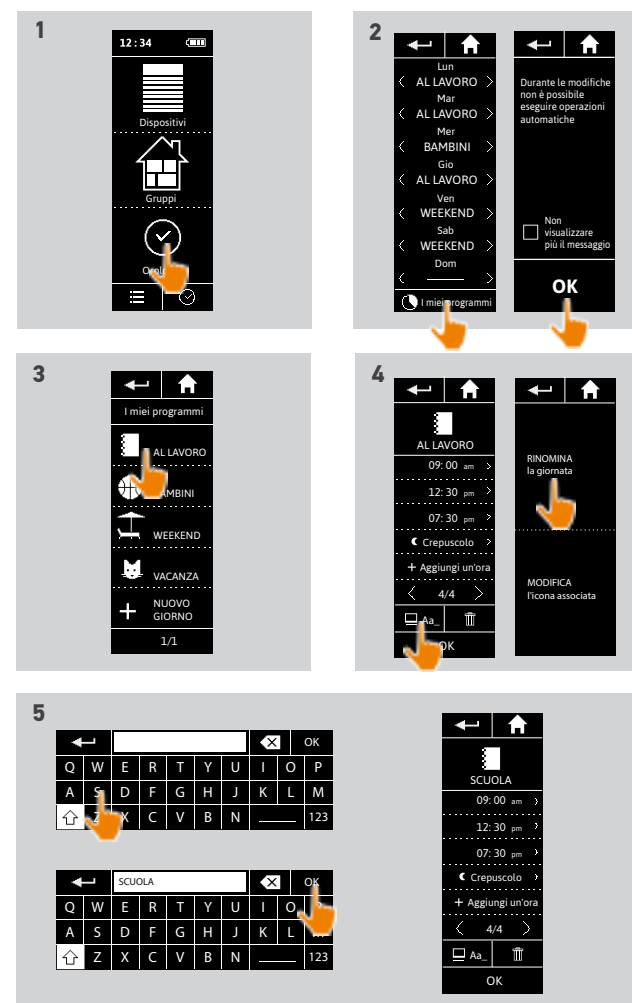 1
12:34
Dispositivi
Gruppi
2
Lun
AL LAVORO
Mar
AL LAVORO
Mer
BAMBINI
Gio
AL LAVORO
Ven
WEEKEND
Sab
WEEKEND
Dom
I miei programmi
Durante le modifiche
non è possibile
eseguire operazioni
automatiche
Non
visualizzare
più il messaggio
OK
3
I miei programmi
AL LAVORO
BAMBINI
WEEKEND
VACANZA
NUOVO
GIORNO
1/1
4
AL LAVORO
09:00 am
12:30 pm
07:30 pm
Crepuscolo
+ Aggiungi un'ora
4/4
Aa_
OK
RINOMINA
la giornata
MODIFICA
l'icona associata
5
OK
Q W E R T Y U I O P
A S D F G H J K L M
Z X C V B N 123
SCUOLA OK
Q W E R T Y U I O P
A S D F G H J K L M
Z X C V B N 123
SCUOLA
09:00 am
12:30 pm
07:30 pm
Crepuscolo
+ Aggiungi un'ora
4/4
Aa_
OK